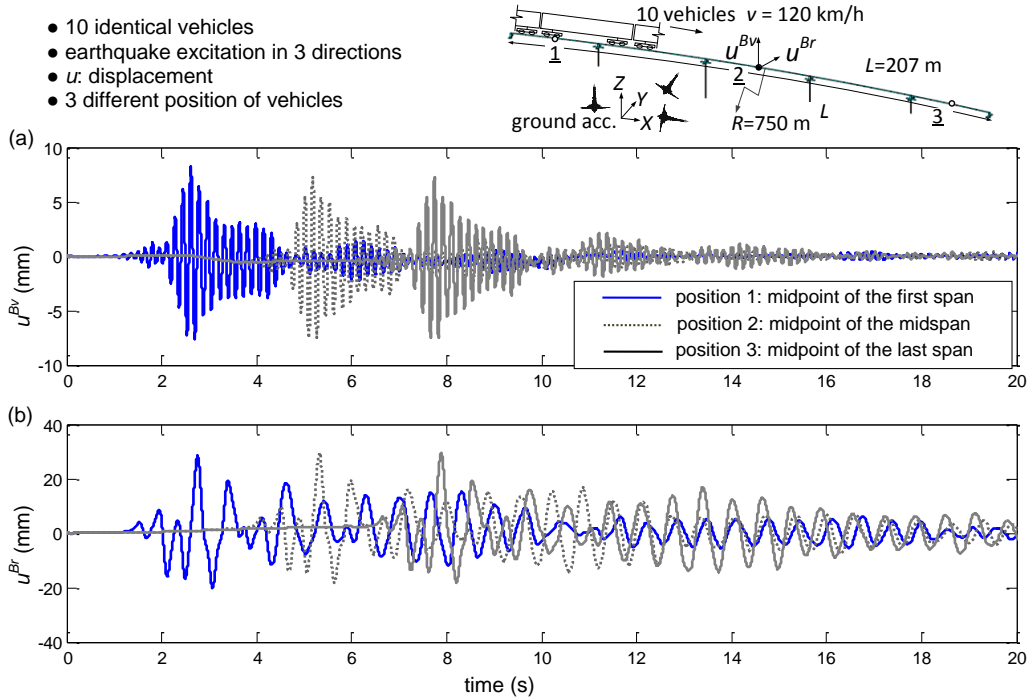 ● 10 identical vehicles
● earthquake excitation in 3 directions
● u: displacement
● 3 different position of vehicles
10 vehicles v = 120 km/h
1
u^Bv
u^Br
2
L=207 m
Z
Y
X
ground acc.
R=750 m
L
3
(a)
10
5
0
-5
-10
u^Bv (mm)
position 1: midpoint of the first span
position 2: midpoint of the midspan
position 3: midpoint of the last span
0 2 4 6 8 10 12 14 16 18 20
(b)
40
20
0
-20
-40
u^Br (mm)
0 2 4 6 8 10 12 14 16 18 20
time (s)